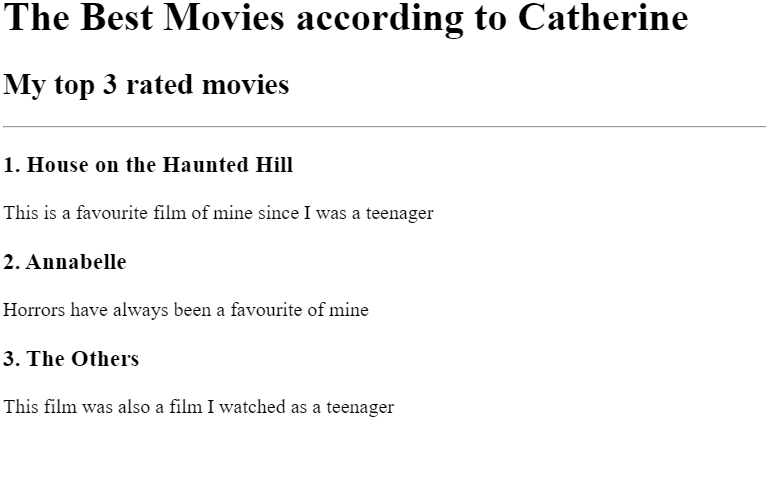 The Best Movies according to Catherine
My top 3 rated movies
1. House on the Haunted Hill
This is a favourite film of mine since I was a teenager
2. Annabelle
Horrors have always been a favourite of mine
3. The Others
This film was also a film I watched as a teenager